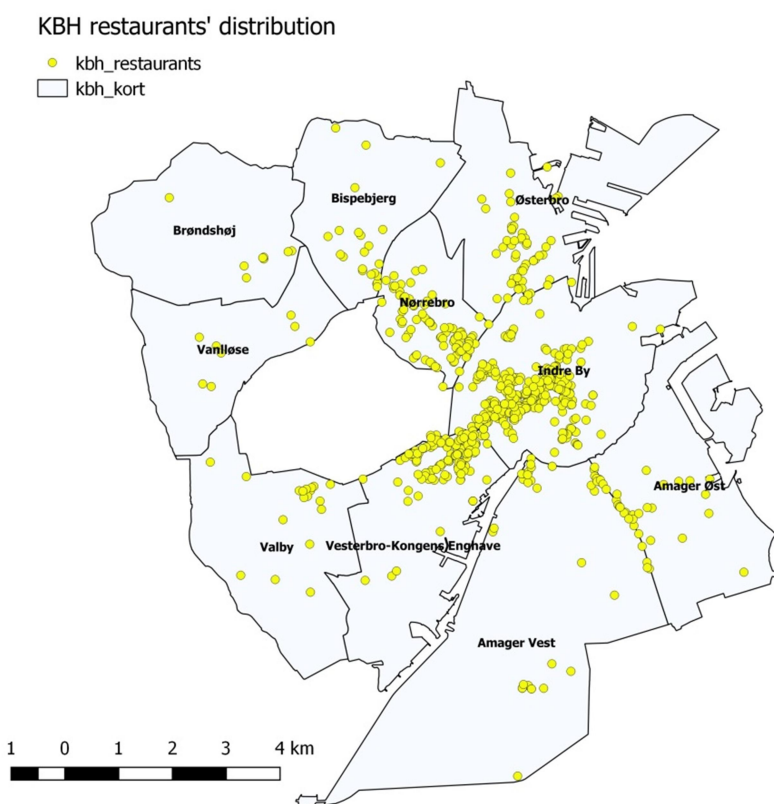 KBH restaurants' distribution
kbh_restaurants
kbh_kort
Bispebjerg
Østerbro
Brøndshøj
Nørrebro
Vanlløse
Indre By
Amager Øst
Valby
Vesterbro-Kongens Enghave
Amager Vest
1 0 1 2 3 4 km